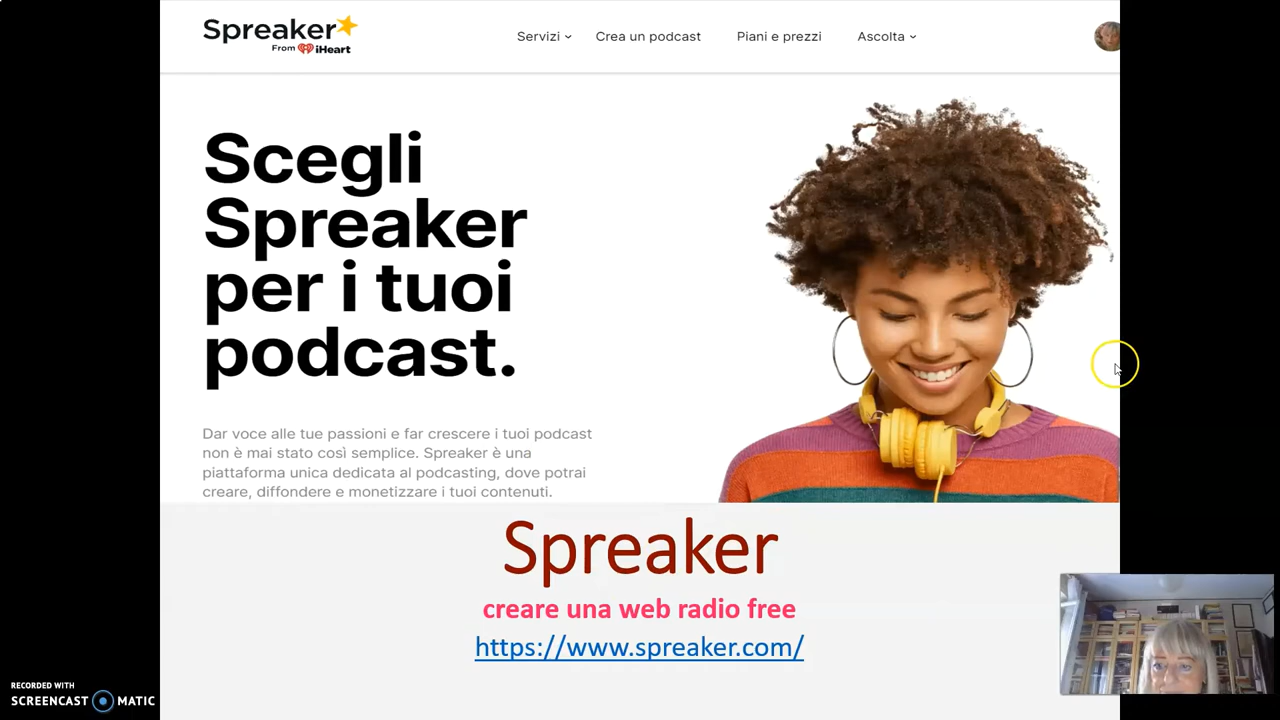 Spreaker
From iHeart
Servizi
Crea un podcast
Piani e prezzi
Ascolta
Scegli
Spreaker
per i tuoi
podcast.
Dar voce alle tue passioni e far crescere i tuoi podcast
non è mai stato così semplice. Spreaker è una
piattaforma unica dedicata al podcasting, dove potrai
creare, diffondere e monetizzare i tuoi contenuti.
Spreaker
creare una web radio free
https://www.spreaker.com/
RECORDED WITH
SCREENCAST MATIC